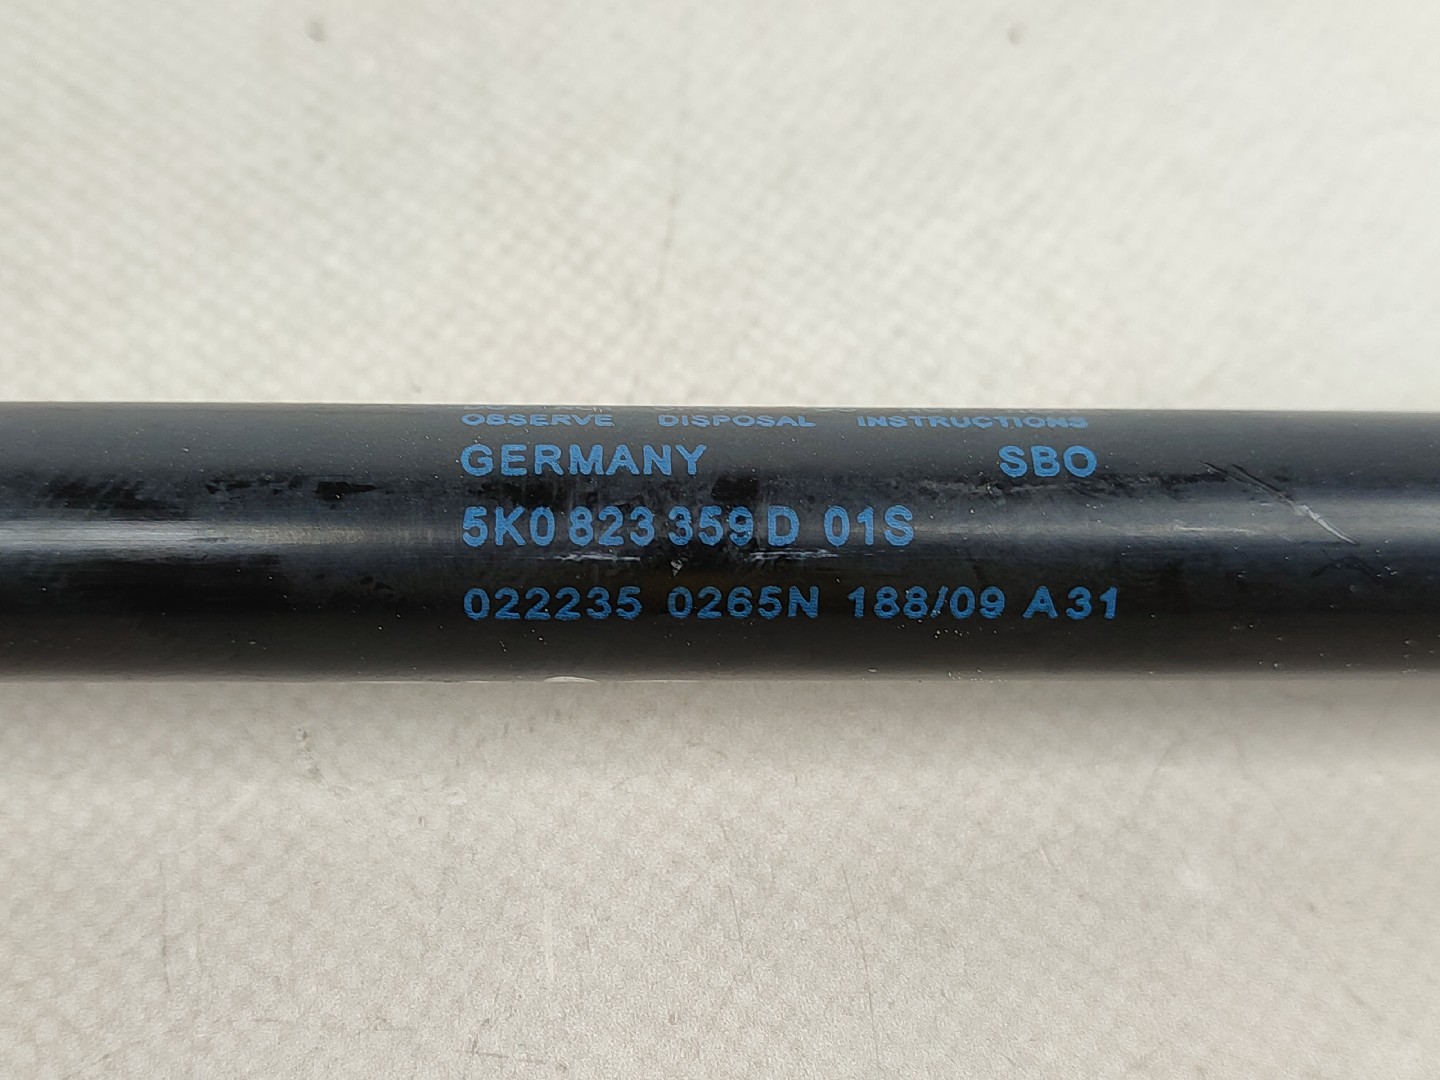 OBSERVE DISPOSAL INSTRUCTIONS
GERMANY SBO
5K0 823 359 D 01S
022235 0265N 188/09 A31